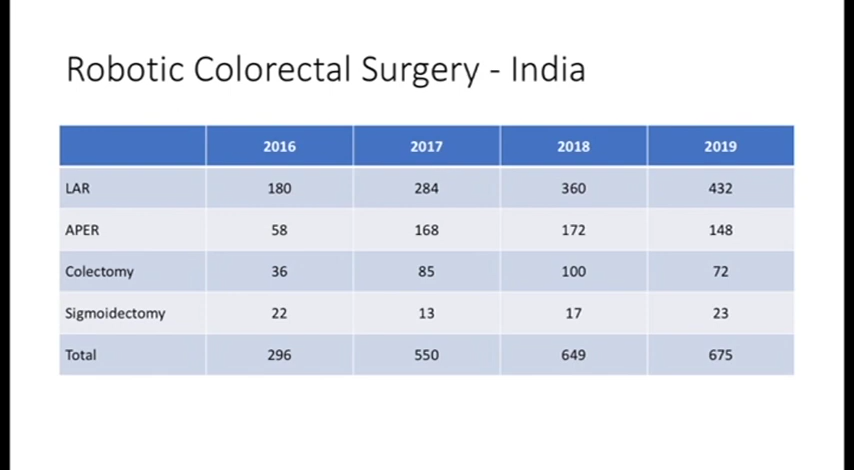 Robotic Colorectal Surgery - India
2016 2017 2018 2019
LAR 180 284 360 432
APER 58 168 172 148
Colectomy 36 85 100 72
Sigmoidectomy 22 13 17 23
Total 296 550 649 675